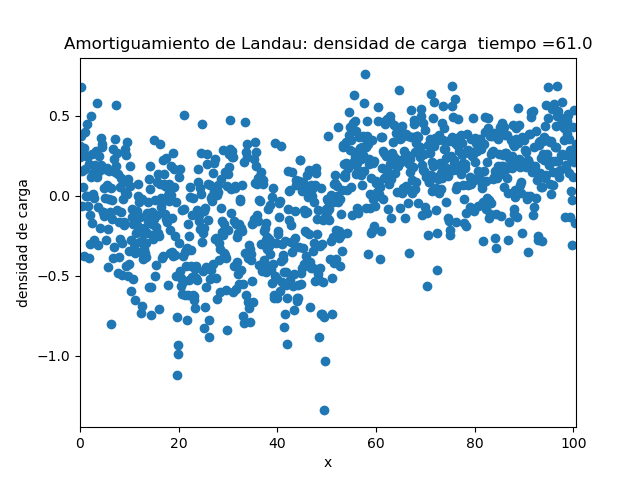 Amortiguamiento de Landau: densidad de carga  tiempo =61.0
densidad de carga
0.5
0.0
−0.5
−1.0
0 20 40 60 80 100
x